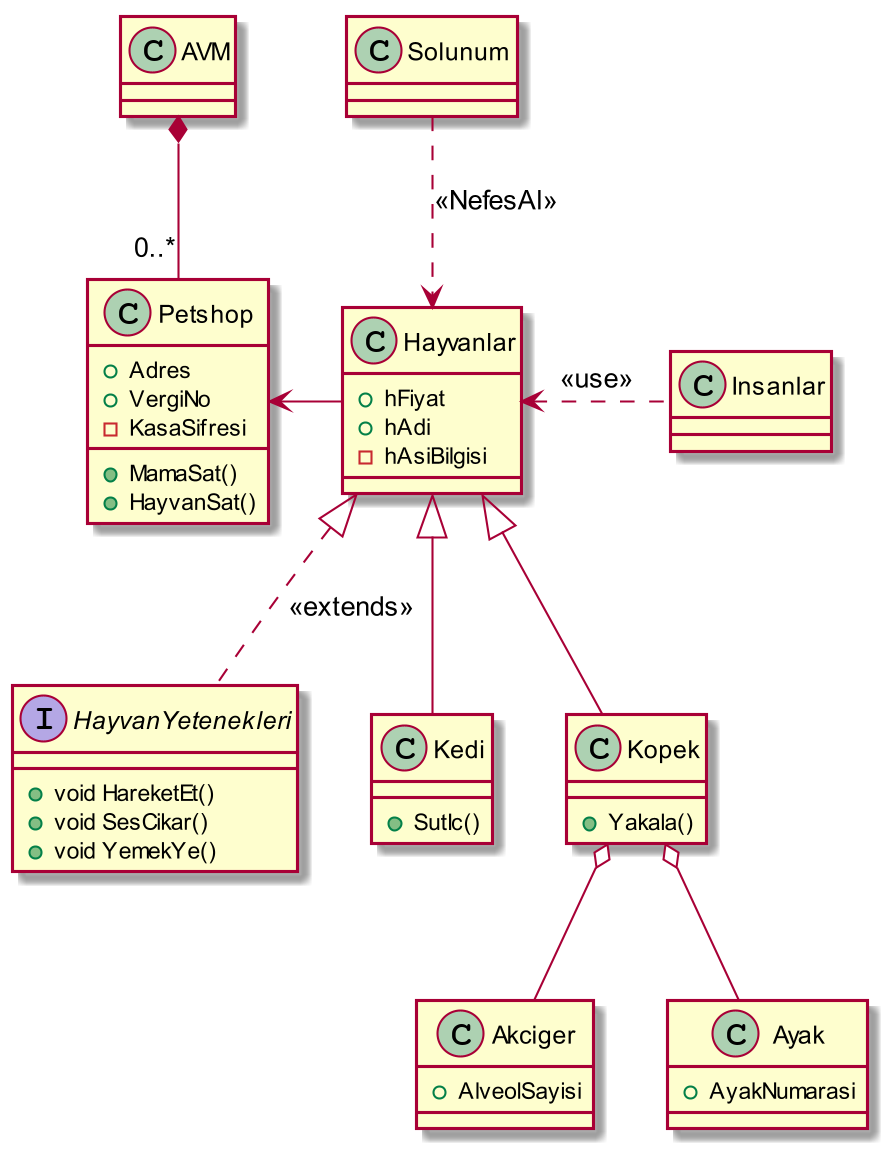 C AVM
C Solunum
«NefesAl»
0..*
C Petshop
Adres
VergiNo
KasaSifresi
MamaSat()
HayvanSat()
C Hayvanlar
hFiyat
hAdi
hAsiBilgisi
«use»
C Insanlar
«extends»
I HayvanYetenekleri
void HareketEt()
void SesCikar()
void YemekYe()
C Kedi
SutIc()
C Kopek
Yakala()
C Akciger
AlveolSayisi
C Ayak
AyakNumarasi